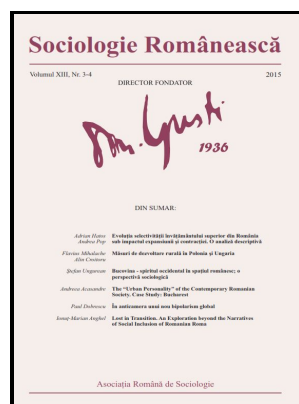 Sociologie Românească
Volumul XIII, Nr. 3-4 2015
DIRECTOR FONDATOR
Dim. Gusti
1936
DIN SUMAR:
Adrian Hatos Evoluția selectivității învățământului superior din România
Andrea Pop sub impactul expansiunii și contracției. O analiză descriptivă
Flavius Mihalache Măsuri de dezvoltare rurală în Polonia și Ungaria
Alin Croitoru
Ștefan Ungurean Bucovina - spiritul occidental în spațiul românesc; o
perspectivă sociologică
Andreea Acasandre The “Urban Personality” of the Contemporary Romanian
Society. Case Study: Bucharest
Paul Dobrescu În anticamera unui nou bipolarism global
Ionuț-Marian Anghel Lost in Transition. An Exploration beyond the Narratives
of Social Inclusion of Romanian Roma
Asociația Română de Sociologie